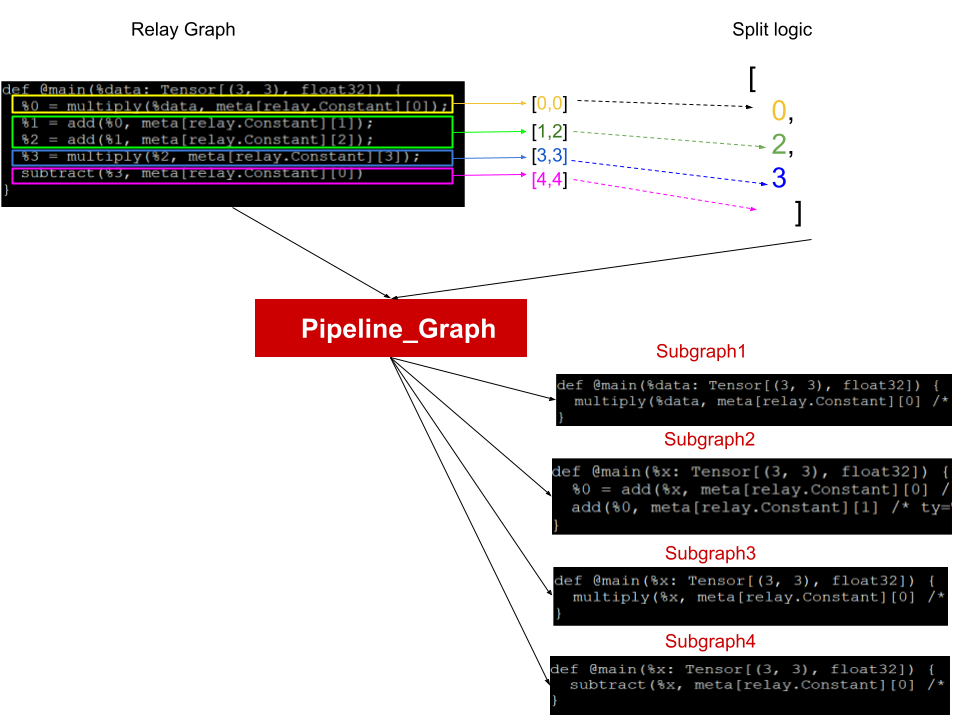 Relay Graph
Split logic
def @main(%data: Tensor[(3, 3), float32]) {
%0 = multiply(%data, meta[relay.Constant][0]);
%1 = add(%0, meta[relay.Constant][1]);
%2 = add(%1, meta[relay.Constant][2]);
%3 = multiply(%2, meta[relay.Constant][3]);
subtract(%3, meta[relay.Constant][0])
}
[0,0]
[1,2]
[3,3]
[4,4]
[
0,
2,
3
]
Pipeline_Graph
Subgraph1
def @main(%data: Tensor[(3, 3), float32]) {
multiply(%data, meta[relay.Constant][0] /*
}
Subgraph2
def @main(%x: Tensor[(3, 3), float32]) {
%0 = add(%x, meta[relay.Constant][0] /
add(%0, meta[relay.Constant][1] /* ty=
}
Subgraph3
def @main(%x: Tensor[(3, 3), float32]) {
multiply(%x, meta[relay.Constant][0] /*
}
Subgraph4
def @main(%x: Tensor[(3, 3), float32]) {
subtract(%x, meta[relay.Constant][0] /*
}